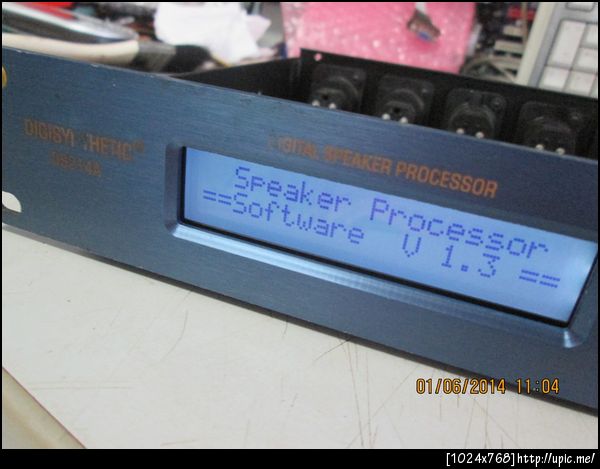 DIGITAL SPEAKER PROCESSOR
Speaker Processor
==Software V 1.3 ==
01/06/2014 11:04
[1024x768]http://upic.me/